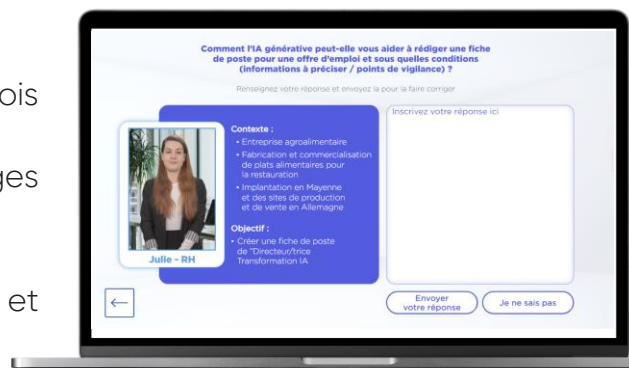 ois
ges
et
Comment l'IA générative peut-elle vous aider à rédiger une fiche
de poste pour une offre d'emploi et sous quelles conditions
(informations à préciser / points de vigilance) ?
Renseignez votre réponse et envoyez la pour la faire corriger
Contexte :
• Entreprise agroalimentaire
• Fabrication et commercialisation
de plats alimentaires pour
la restauration
• Implantation en Mayenne
et des sites de production
et de vente en Allemagne
Objectif :
• Créer une fiche de poste
de "Directeur/trice
Transformation IA
Julie - RH
Inscrivez votre réponse ici
←
Envoyer
votre réponse
Je ne sais pas